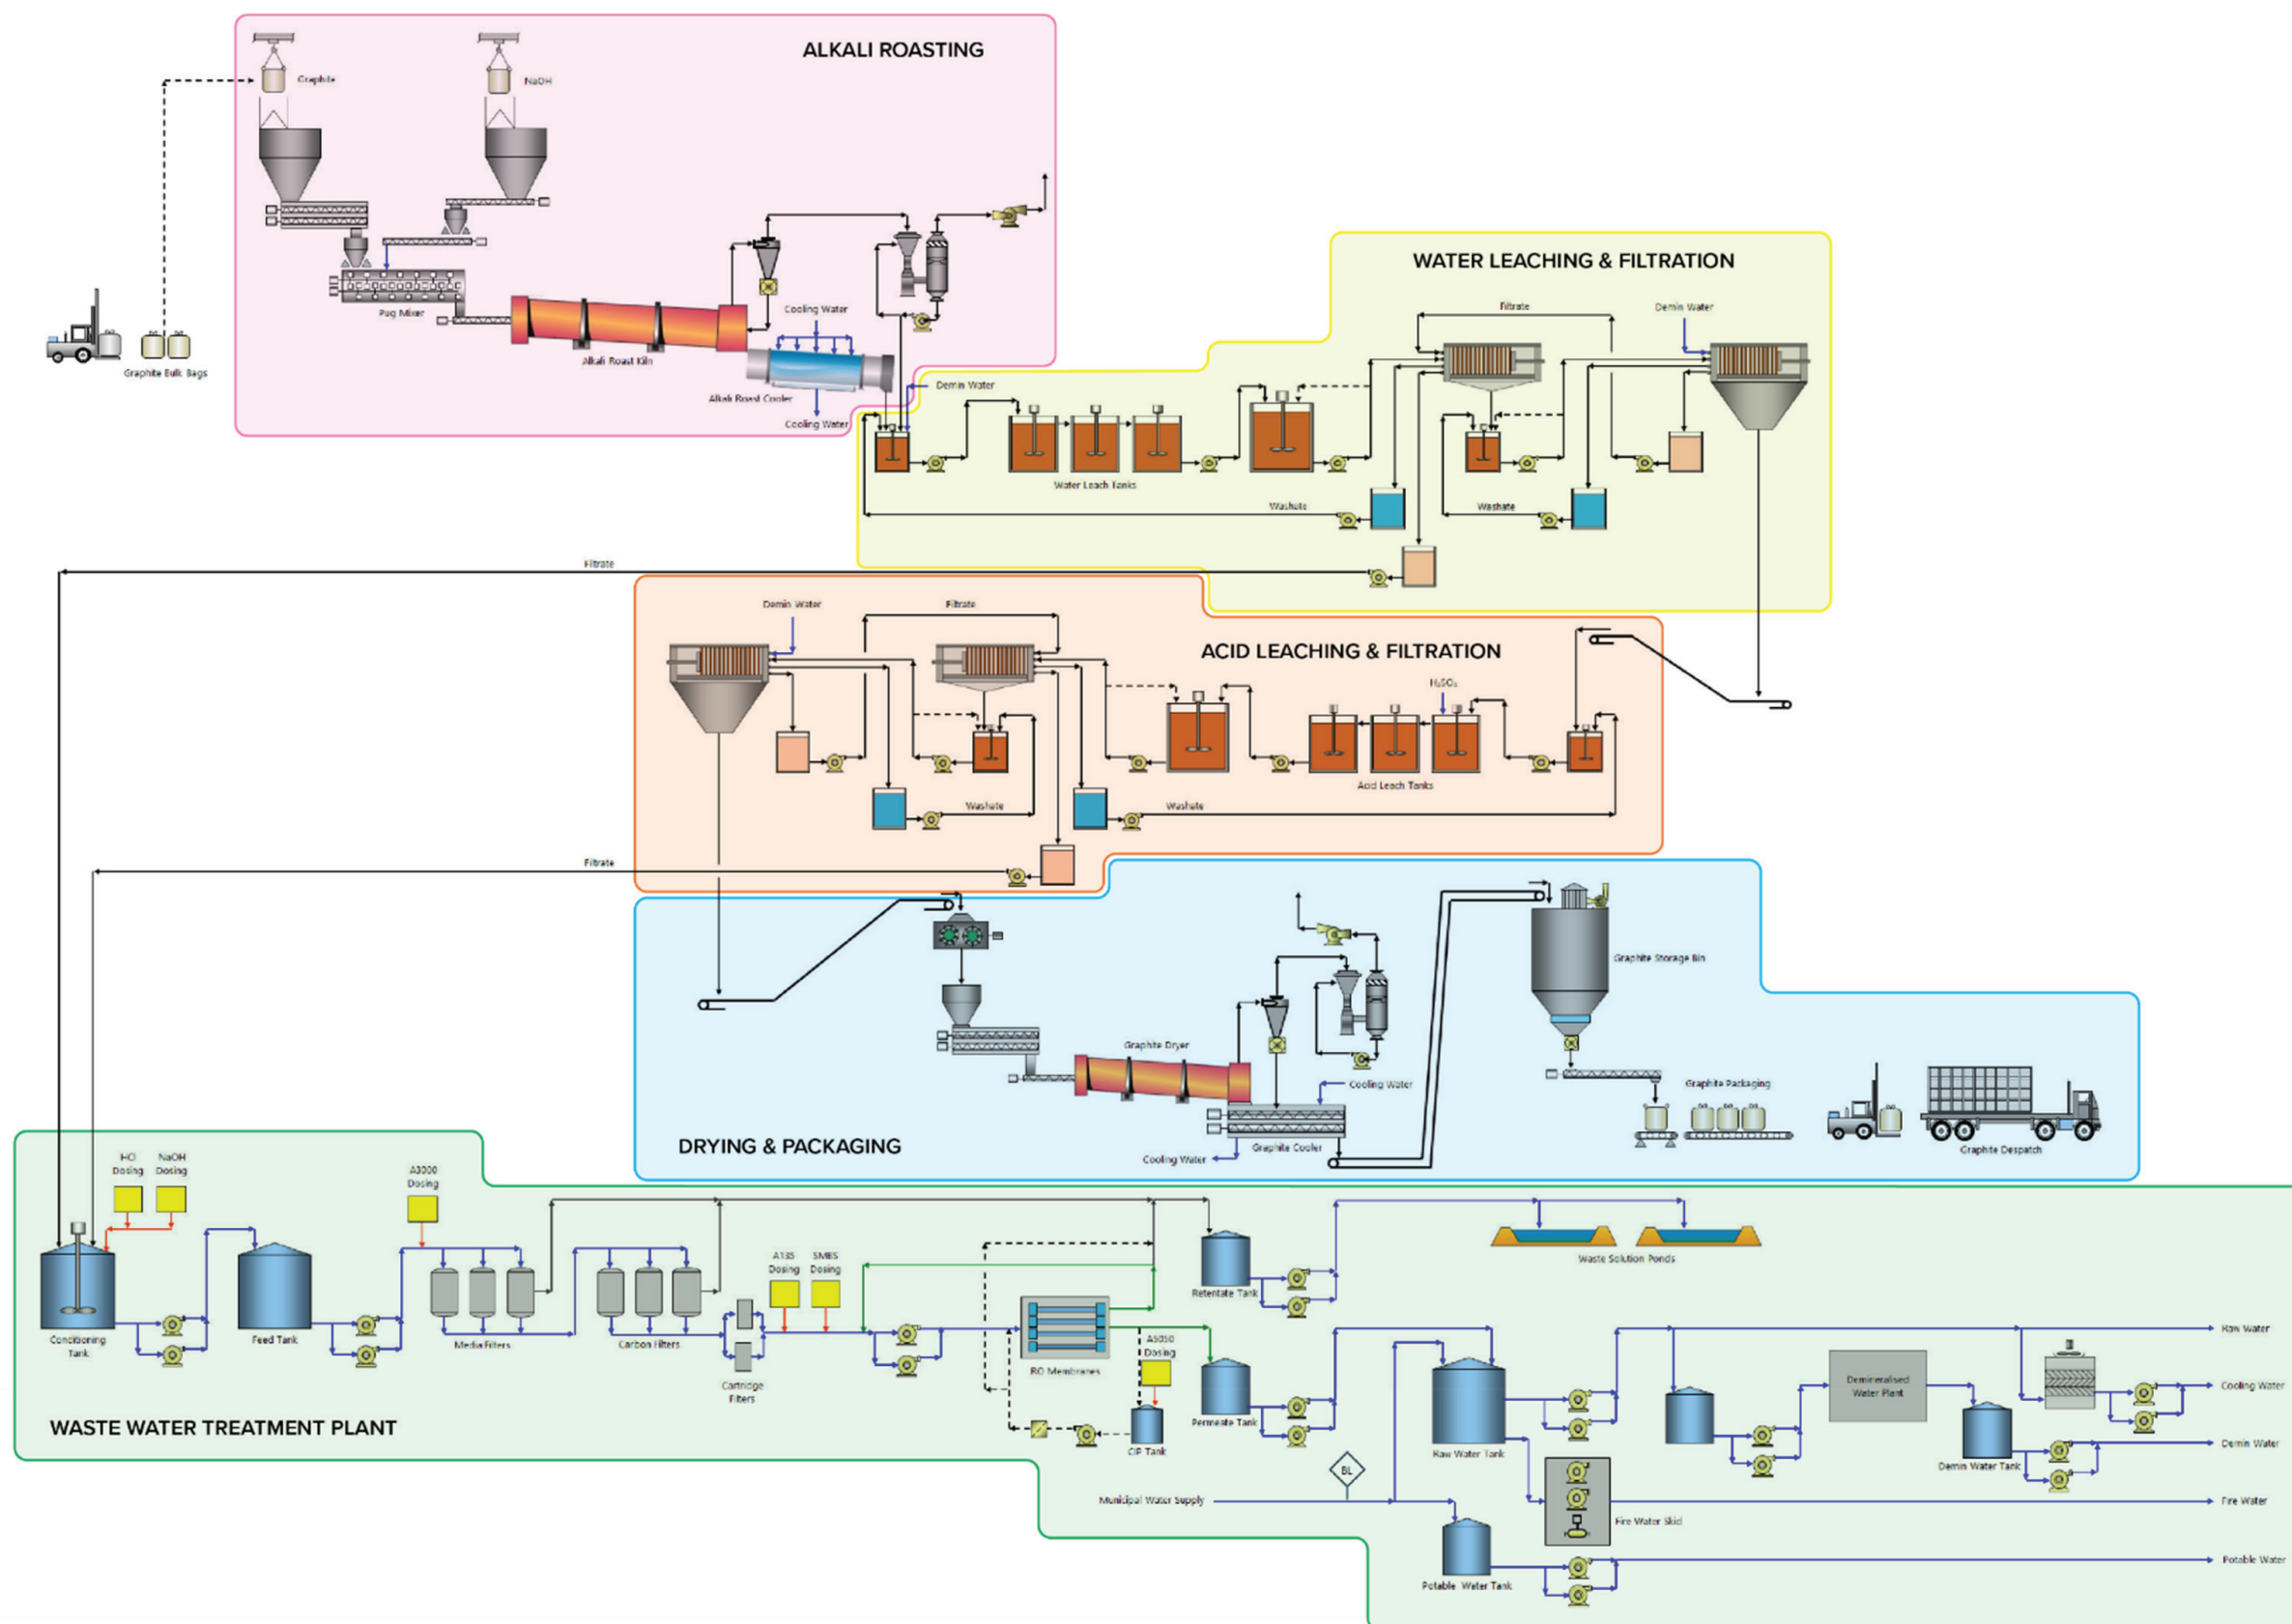 ALKALI ROASTING
Graphite
NaOH
Pug Mixer
Graphite Bulk Bags
Alkali Roast Kiln
Cooling Water
Alkali Roast Cooler
Cooling Water
WATER LEACHING & FILTRATION
Filtrate
Demin Water
Demin Water
Water Leach Tanks
Washate
Washate
Filtrate
ACID LEACHING & FILTRATION
Demin Water
Filtrate
H₂SO₄
Acid Leach Tanks
Washate
Washate
Filtrate
DRYING & PACKAGING
Graphite Storage Bin
Graphite Dryer
Cooling Water
Graphite Cooler
Cooling Water
Graphite Packaging
Graphite Despatch
WASTE WATER TREATMENT PLANT
HCl
Dosing
NaOH
Dosing
A3000
Dosing
Conditioning
Tank
Feed Tank
Media Filters
Carbon Filters
Cartridge
Filters
A135
Dosing
SMBS
Dosing
RO Membranes
A5050
Dosing
CIP Tank
Retentate Tank
Permeate Tank
Waste Solution Ponds
BL
Municipal Water Supply
Raw Water Tank
Potable Water Tank
Fire Water Skid
Demineralised
Water Plant
Demin Water Tank
Raw Water
Cooling Water
Demin Water
Fire Water
Potable Water